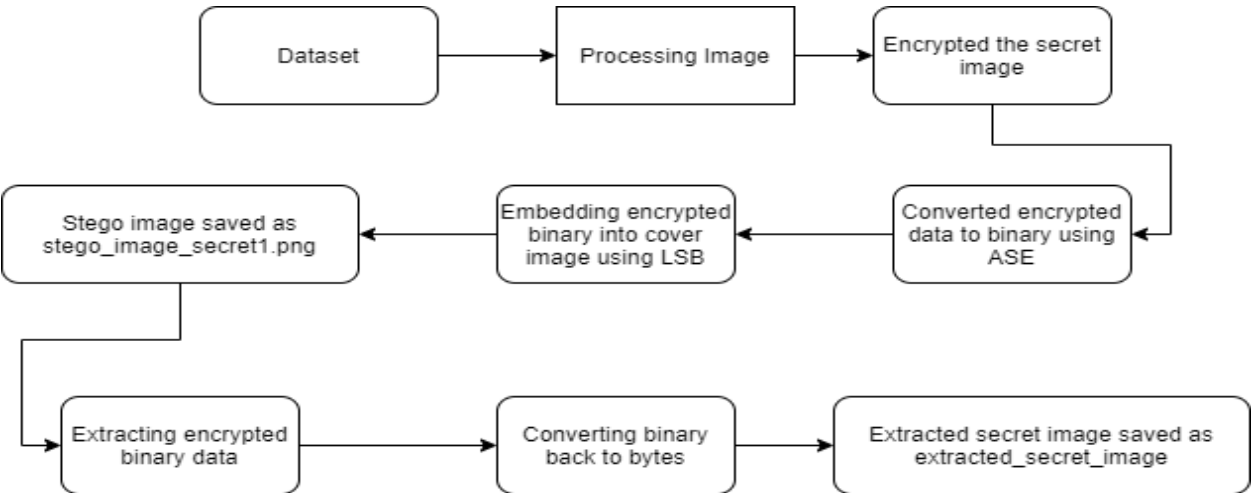 Dataset
Processing Image
Encrypted the secret
image
Converted encrypted
data to binary using
ASE
Embedding encrypted
binary into cover
image using LSB
Stego image saved as
stego_image_secret1.png
Extracting encrypted
binary data
Converting binary
back to bytes
Extracted secret image saved as
extracted_secret_image